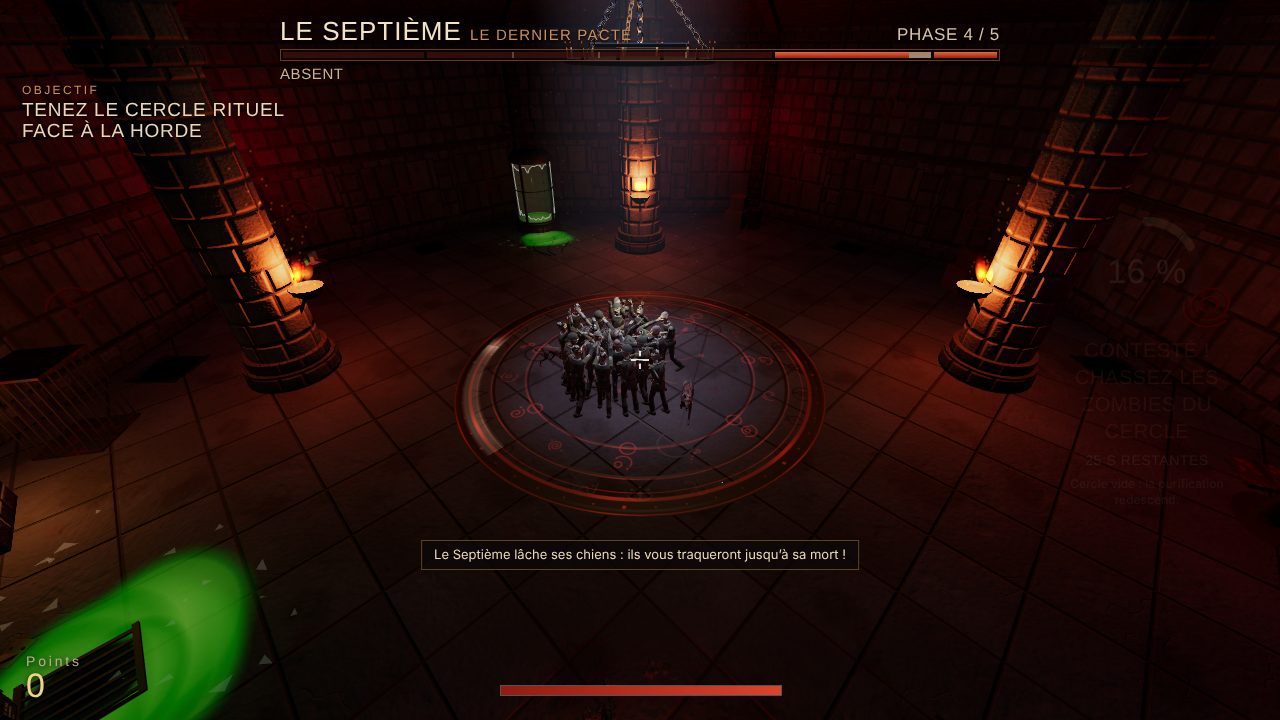 LE SEPTIÈME LE DERNIER PACTE
PHASE 4 / 5
ABSENT
OBJECTIF
TENEZ LE CERCLE RITUEL
FACE À LA HORDE
16 %
CONTESTÉ !
CHASSEZ LES
ZOMBIES DU
CERCLE
25 S RESTANTES
Cercle vide : la purification
redescend.
Le Septième lâche ses chiens : ils vous traqueront jusqu'à sa mort !
Points
0